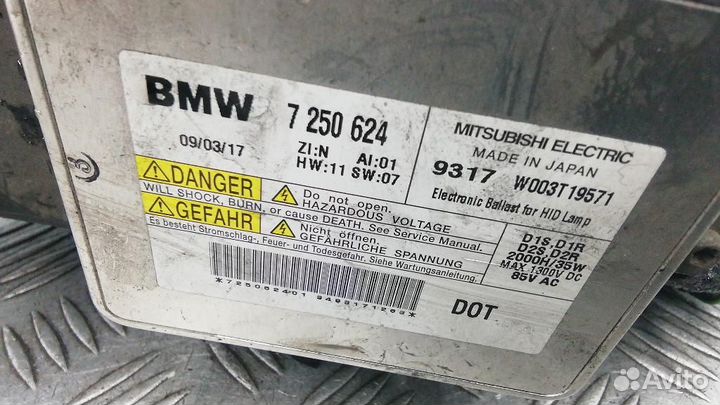 BMW 7 250 624
09/03/17
ZI:N AI:01
HW:11 SW:07
MITSUBISHI ELECTRIC
MADE IN JAPAN
9317 W003T19571
Electronic Ballast for HID Lamp
DANGER
Do not open.
HAZARDOUS VOLTAGE
WILL SHOCK, BURN, or cause DEATH. See Service Manual.
GEFAHR
Nicht öffnen.
GEFÄHRLICHE SPANNUNG
Es besteht Stromschlag-, Feuer- und Todesgefahr. Siehe Wartungsanleitung.
D1S,D1R
D2S,D2R
2000H/35W
MAX 1300V DC
85V AC
DOT
Avito